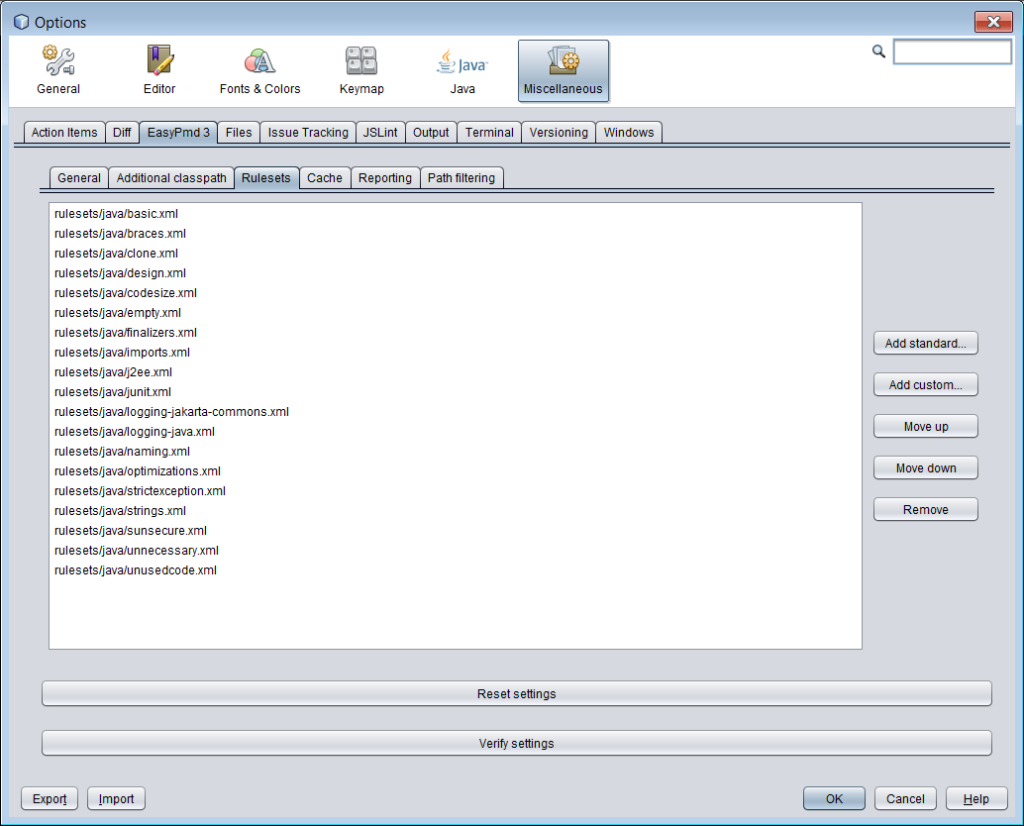 Options
General Editor Fonts & Colors Keymap Java Miscellaneous
Action Items Diff EasyPmd 3 Files Issue Tracking JSLint Output Terminal Versioning Windows
General Additional classpath Rulesets Cache Reporting Path filtering
rulesets/java/basic.xml
rulesets/java/braces.xml
rulesets/java/clone.xml
rulesets/java/design.xml
rulesets/java/codesize.xml
rulesets/java/empty.xml
rulesets/java/finalizers.xml
rulesets/java/imports.xml
rulesets/java/j2ee.xml
rulesets/java/junit.xml
rulesets/java/logging-jakarta-commons.xml
rulesets/java/logging-java.xml
rulesets/java/naming.xml
rulesets/java/optimizations.xml
rulesets/java/strictexception.xml
rulesets/java/strings.xml
rulesets/java/sunsecure.xml
rulesets/java/unnecessary.xml
rulesets/java/unusedcode.xml
Add standard...
Add custom...
Move up
Move down
Remove
Reset settings
Verify settings
Export Import OK Cancel Help